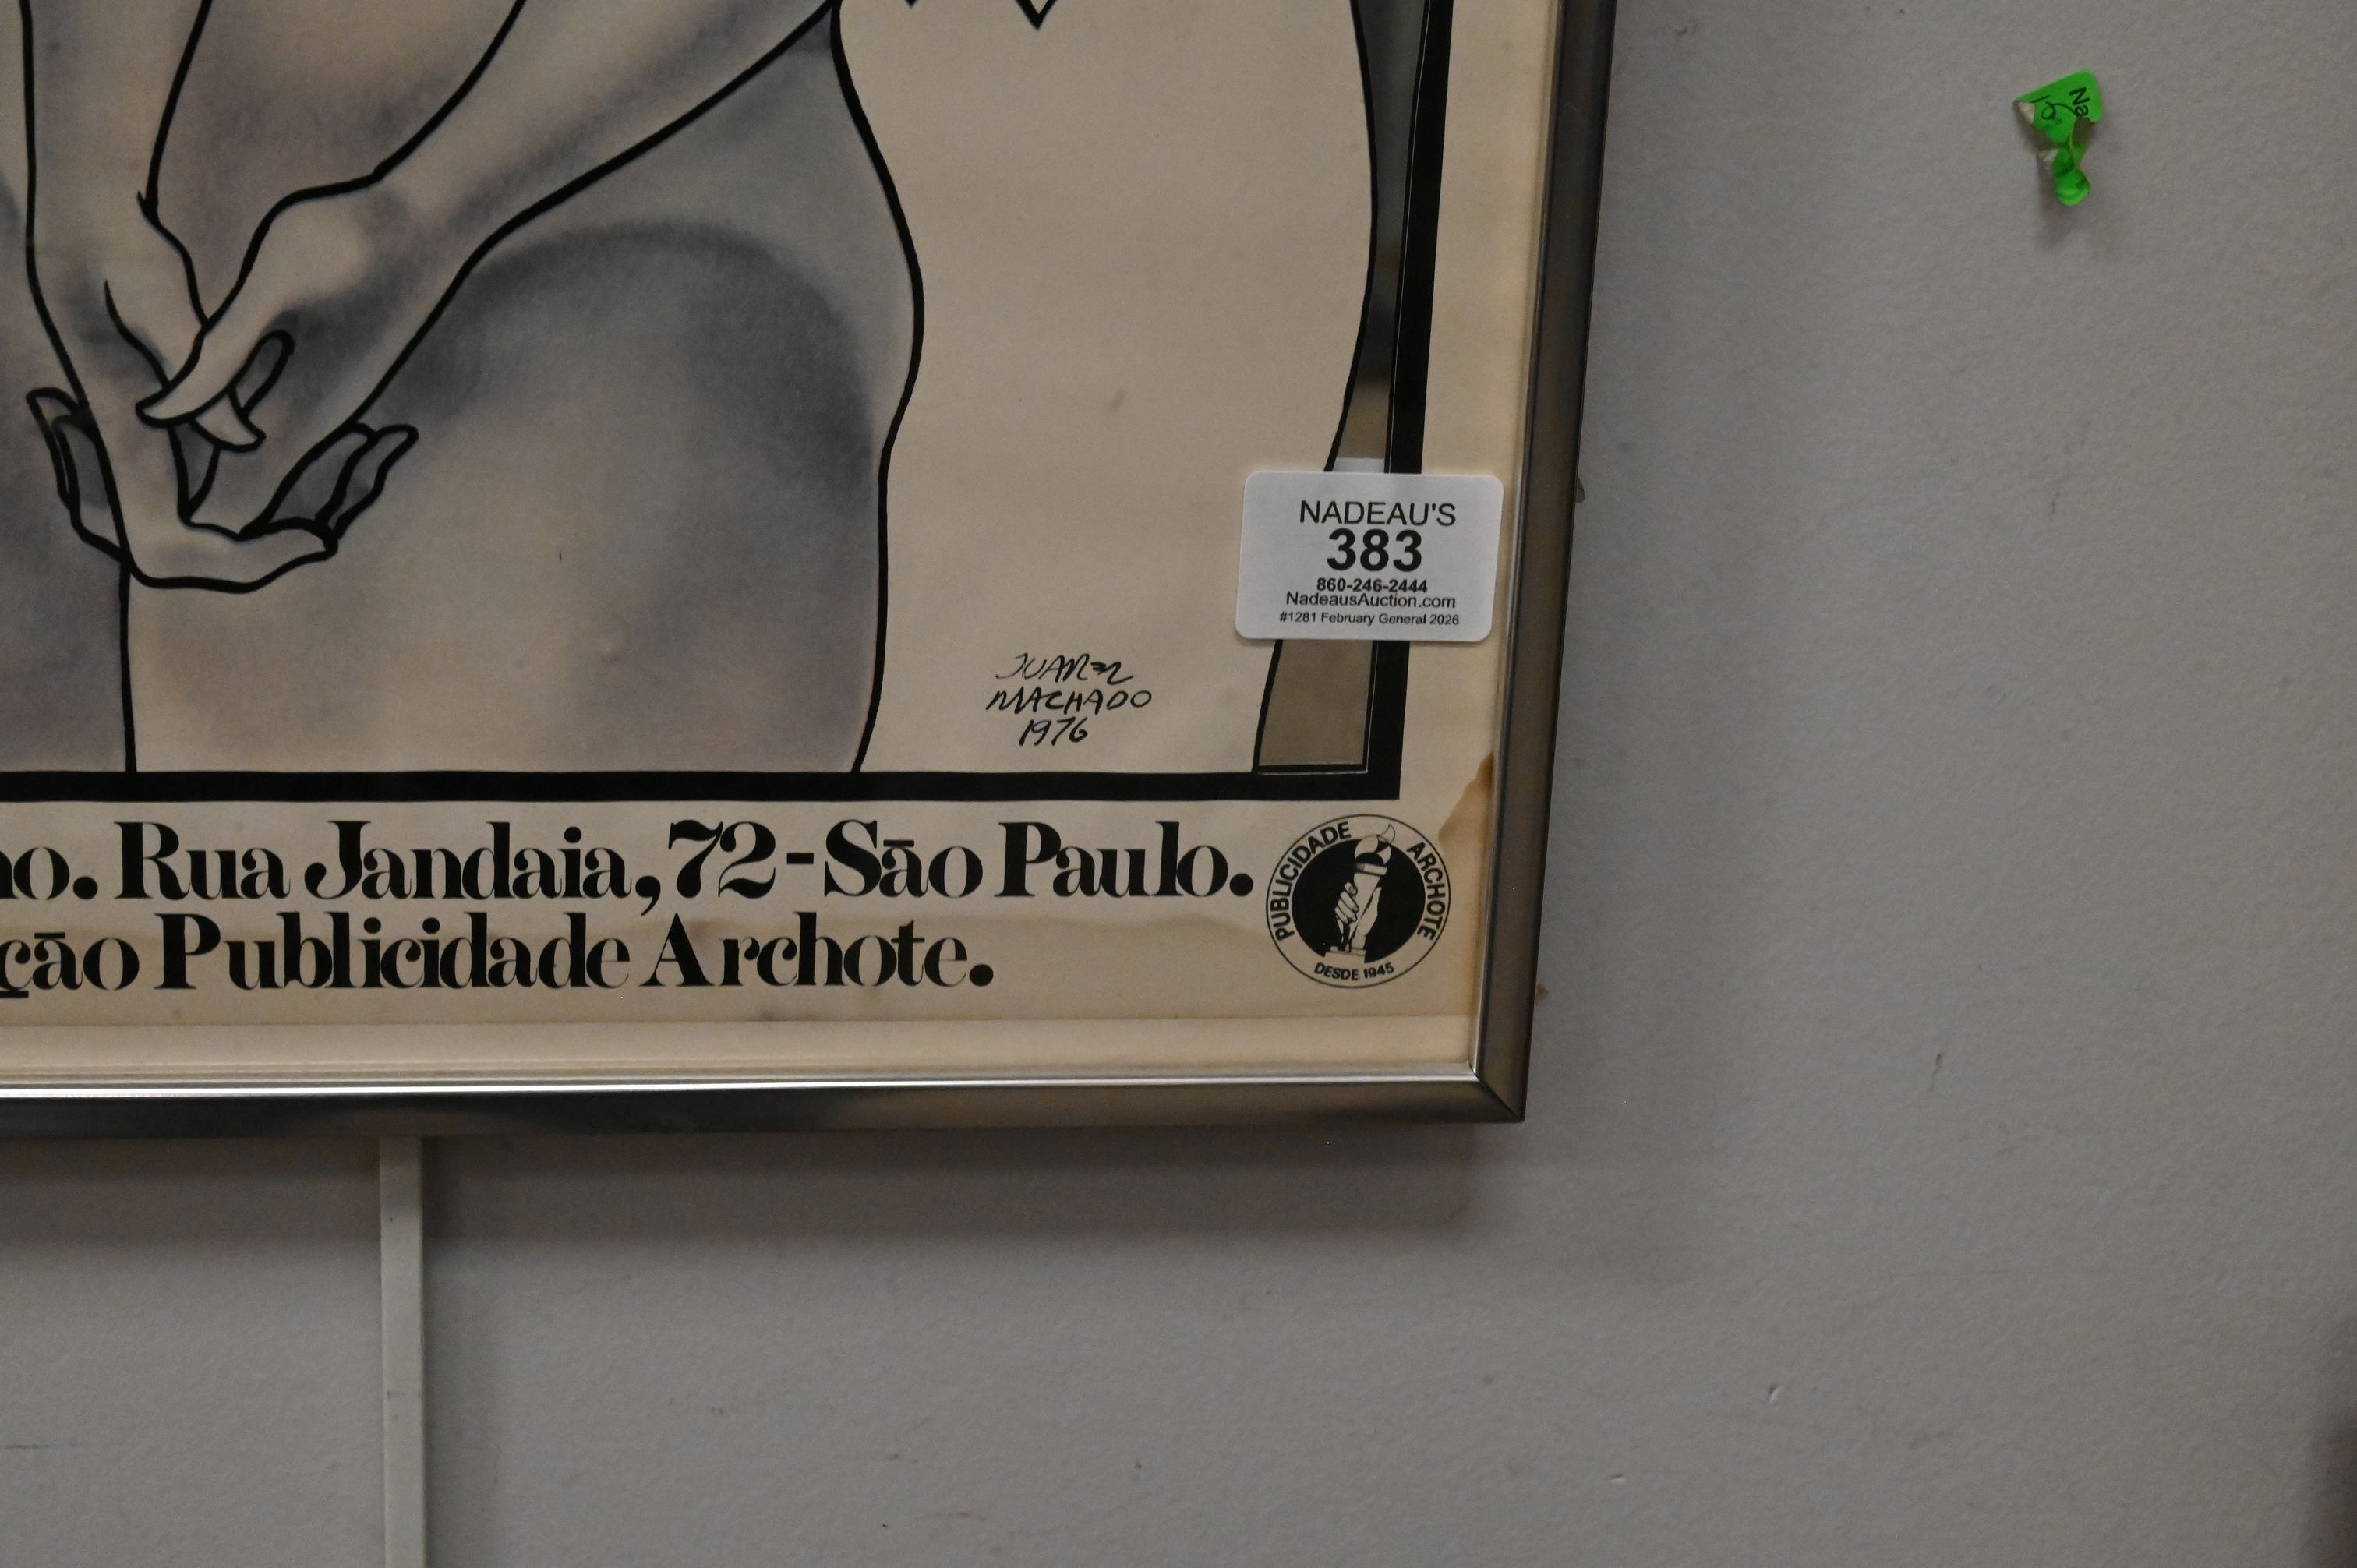 Na
NADEAU'S
383
860-246-2444
NadeausAuction.com
#1281 February General 2026
JUAREZ
MACHADO
1976
no. Rua Jandaia, 72-São Paulo.
ção Publicidade Archote.
PUBLICIDADE ARCHOTE
DESDE 1945